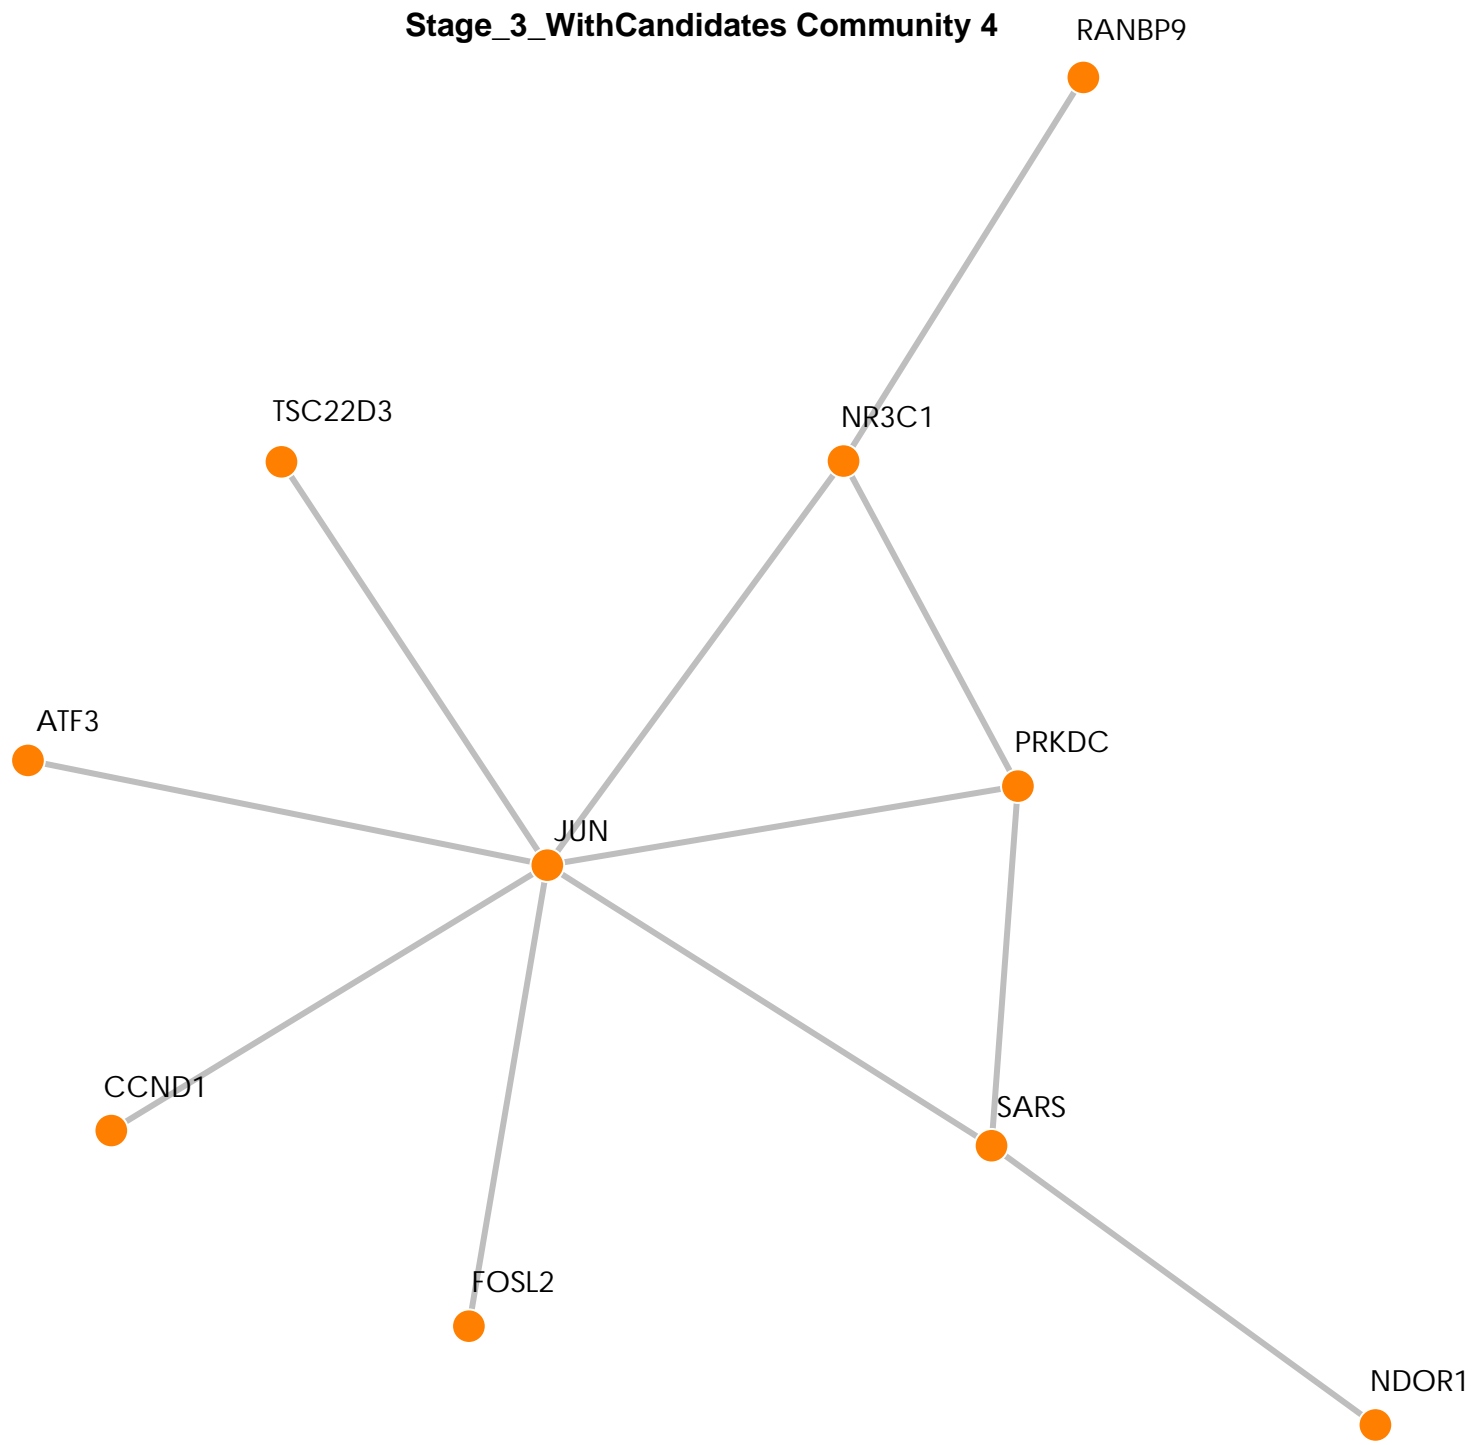 Stage_3_WithCandidates Community 4
RANBP9
TSC22D3
NR3C1
ATF3
PRKDC
JUN
CCND1
SARS
FOSL2
NDOR1